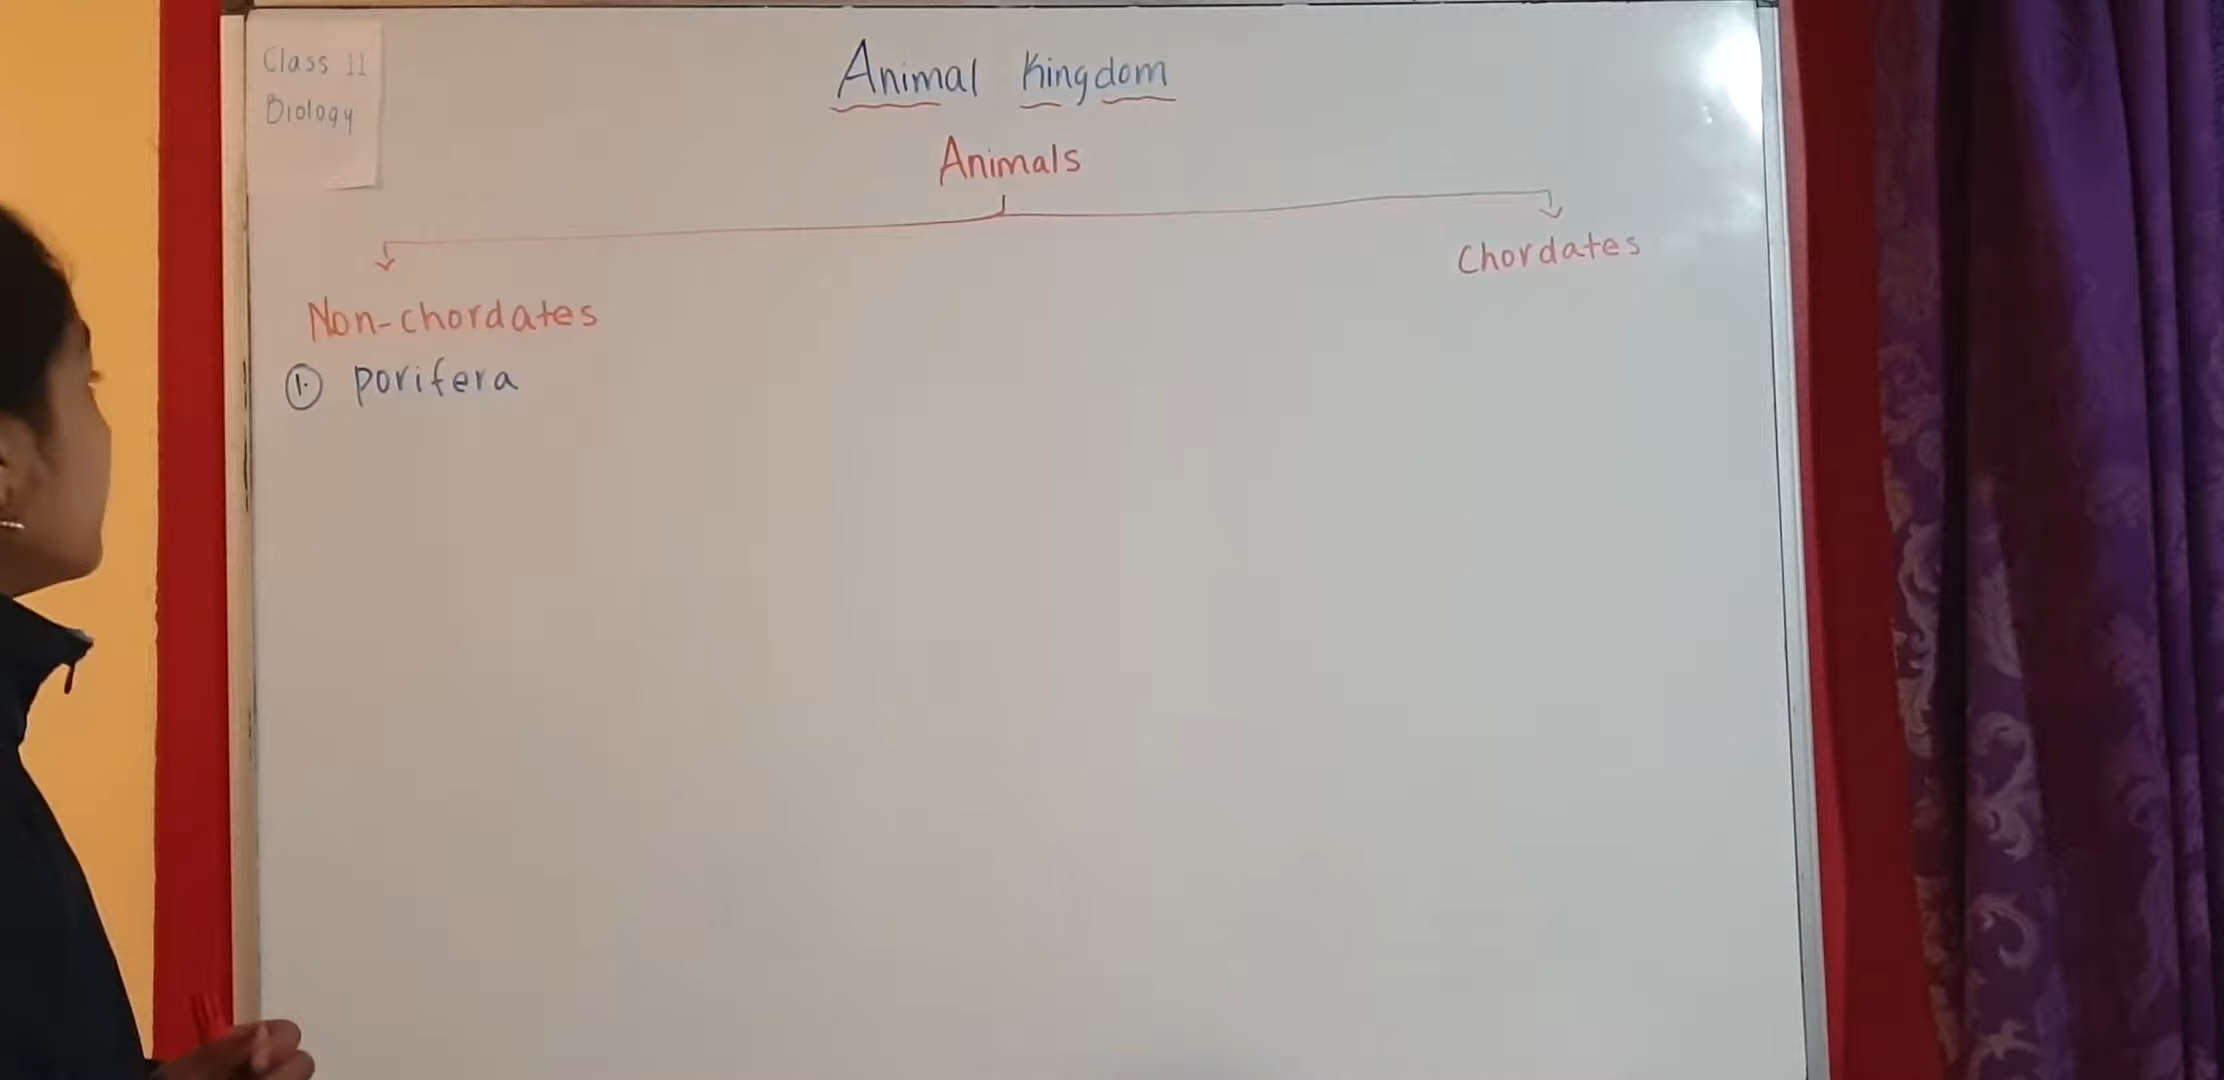 Class 11
Biology
Animal Kingdom
Animals
Chordates
Non-chordates
1. porifera